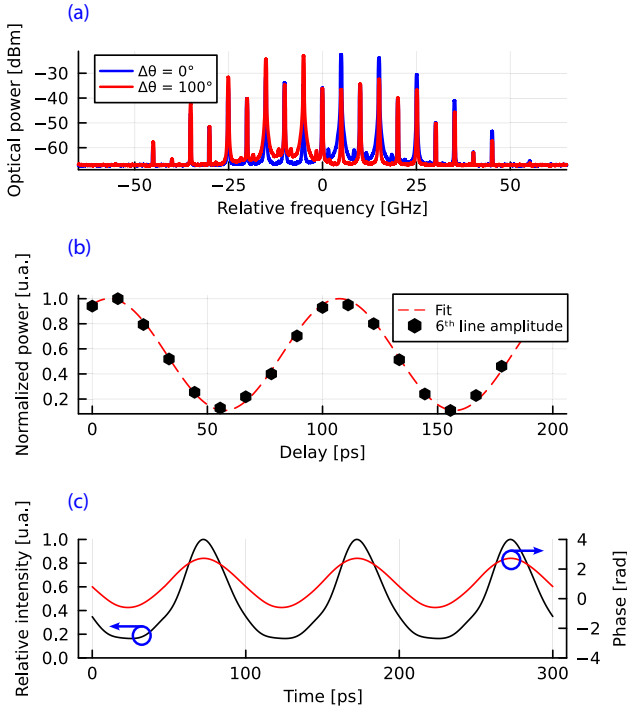 (a)
Optical power [dBm]
−30
−40
−50
−60
Δθ = 0°
Δθ = 100°
−50
−25
0
25
50
Relative frequency [GHz]
(b)
Normalized power [u.a.]
1.0
0.8
0.6
0.4
0.2
Fit
6th line amplitude
0
50
100
150
200
Delay [ps]
(c)
Relative intensity [u.a.]
1.0
0.8
0.6
0.4
0.2
0.0
4
2
0
−2
−4
Phase [rad]
0
100
200
300
Time [ps]